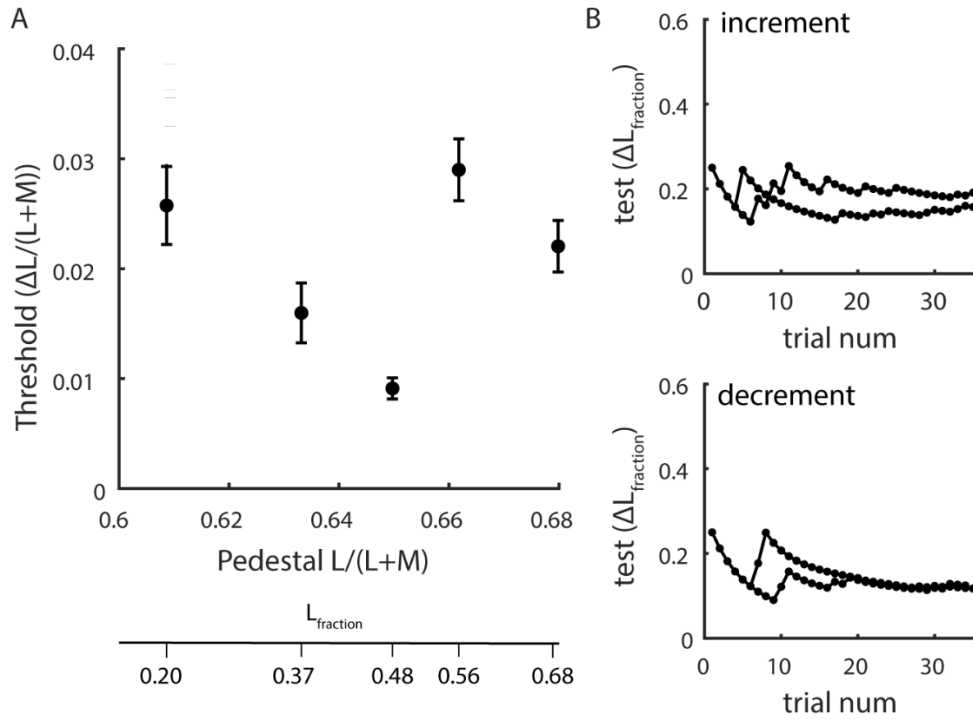 A
0.04
0.03
0.02
0.01
0
Threshold (ΔL/(L+M))
0.6 0.62 0.64 0.66 0.68
Pedestal L/(L+M)
Lfraction
0.20 0.37 0.48 0.56 0.68
B
increment
0.6
0.4
0.2
0
test (ΔLfraction)
0 10 20 30
trial num
decrement
0.6
0.4
0.2
0
test (ΔLfraction)
0 10 20 30
trial num